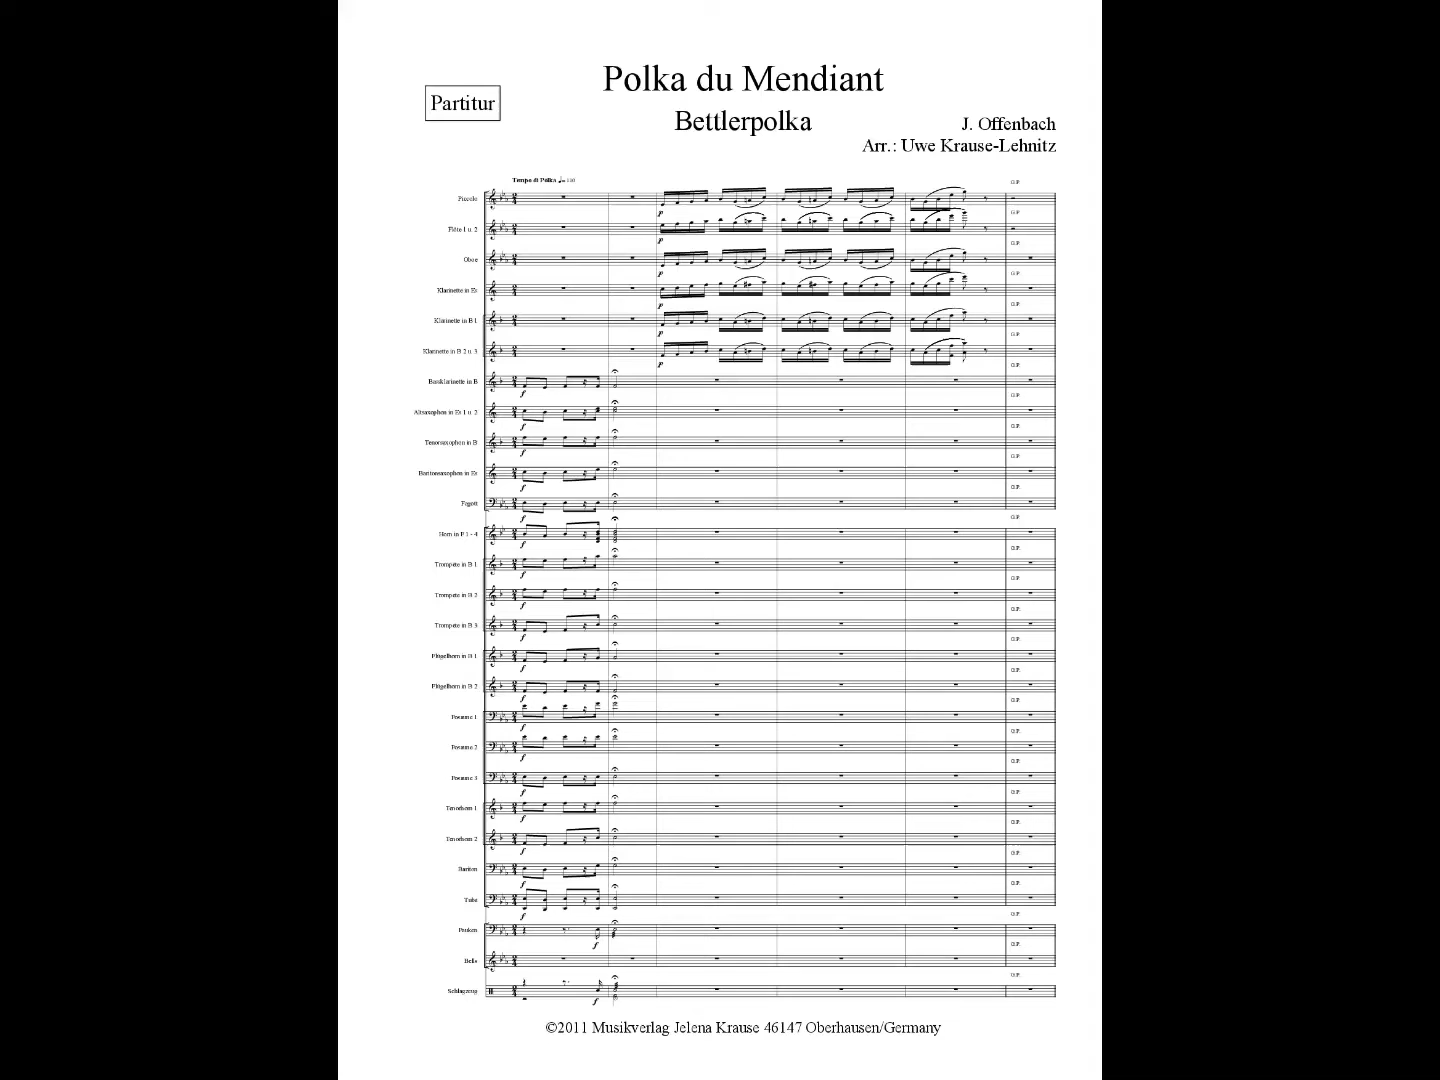 Polka du Mendiant
Partitur
Bettlerpolka
J. Offenbach
Arr.: Uwe Krause-Lehnitz
Tempo di Polka ♩= 110
G.P.
Piccolo
G.P.
Flöte 1 u. 2
G.P.
Oboe
G.P.
Klarinette in Es
p
G.P.
Klarinette in B 1
p
G.P.
Klarinette in B 2 u. 3
p
G.P.
Bassklarinette in B
f
G.P.
Altsaxophon in Es 1 u. 2
f
G.P.
Tenorsaxophon in B
f
G.P.
Baritonsaxophon in Es
f
G.P.
Fagott
f
G.P.
Horn in F 1 - 4
f
G.P.
Trompete in B 1
f
G.P.
Trompete in B 2
f
G.P.
Trompete in B 3
f
G.P.
Flügelhorn in B 1
f
G.P.
Flügelhorn in B 2
f
G.P.
Posaune 1
f
G.P.
Posaune 2
f
G.P.
Posaune 3
f
G.P.
Tenorhorn 1
f
G.P.
Tenorhorn 2
f
G.P.
Bariton
f
G.P.
Tuba
f
G.P.
Pauken
f
G.P.
Bells
G.P.
Schlagzeug
f
©2011 Musikverlag Jelena Krause 46147 Oberhausen/Germany